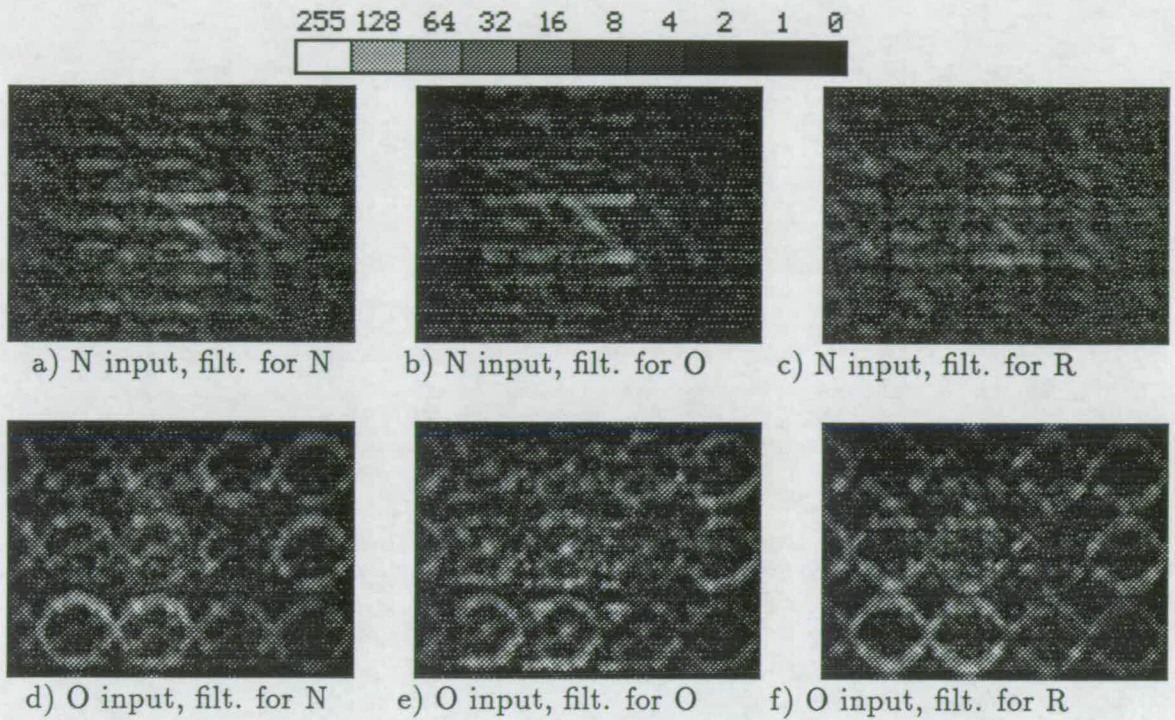 255 128 64 32 16 8 4 2 1 0
a) N input, filt. for N
b) N input, filt. for O
c) N input, filt. for R
d) O input, filt. for N
e) O input, filt. for O
f) O input, filt. for R